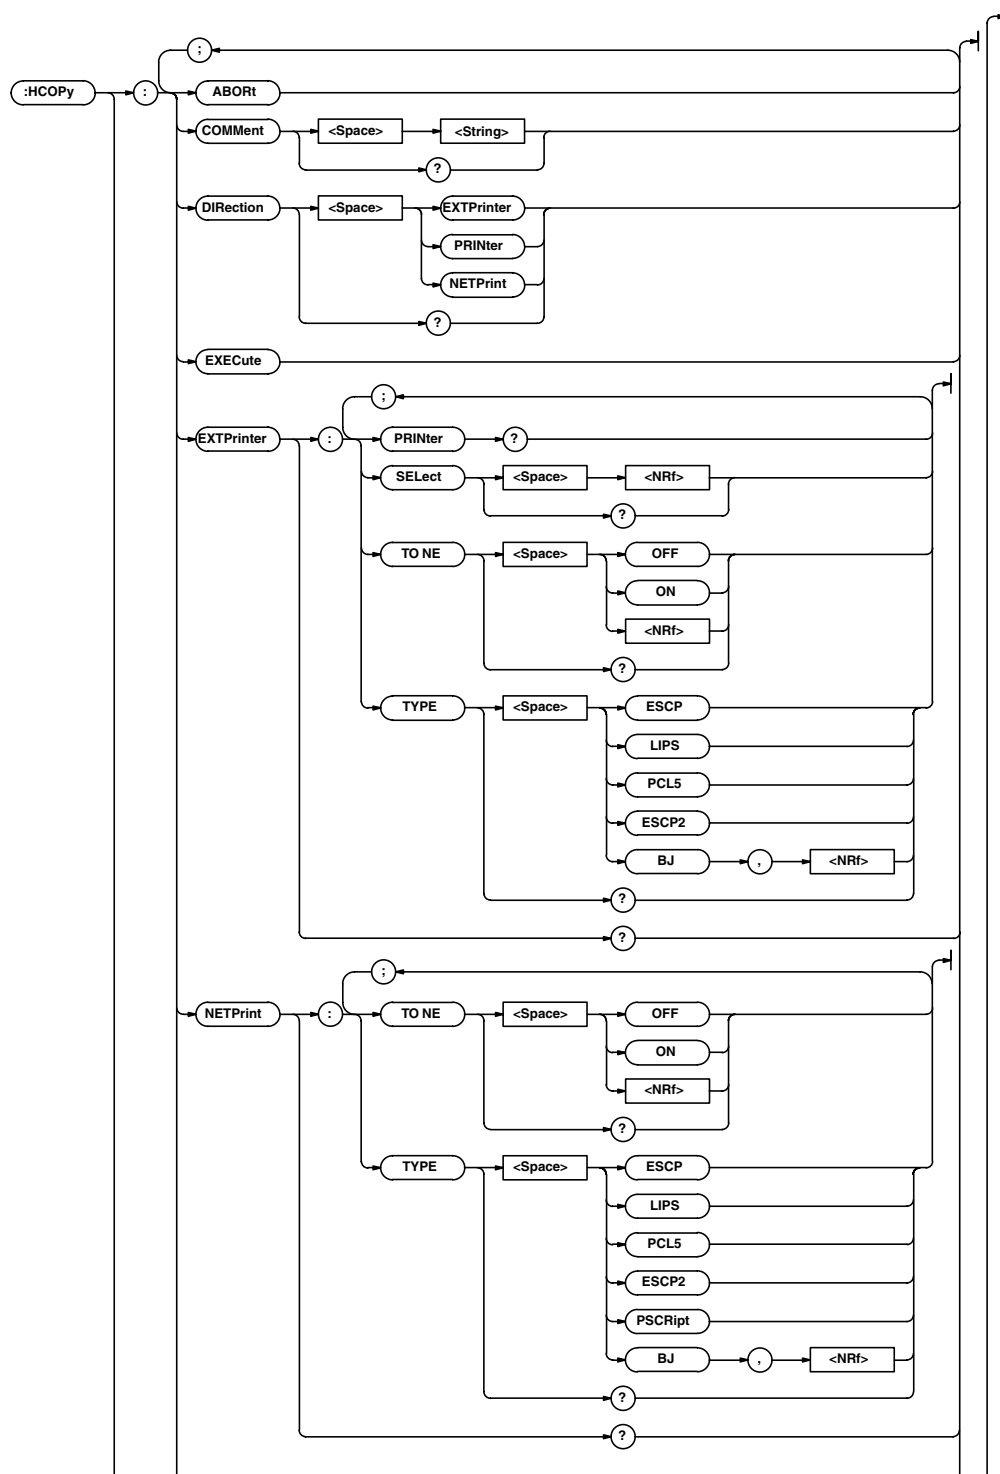 ;
:HCOPy : ABORt
COMMent <Space> <String>
?
DIRection <Space> EXTPrinter
PRINter
NETPrint
?
EXECute
;
EXTPrinter : PRINter ?
SELect <Space> <NRf>
?
TO NE <Space> OFF
ON
<NRf>
?
TYPE <Space> ESCP
LIPS
PCL5
ESCP2
BJ , <NRf>
?
?
;
NETPrint : TO NE <Space> OFF
ON
<NRf>
?
TYPE <Space> ESCP
LIPS
PCL5
ESCP2
PSCRipt
BJ , <NRf>
?
?